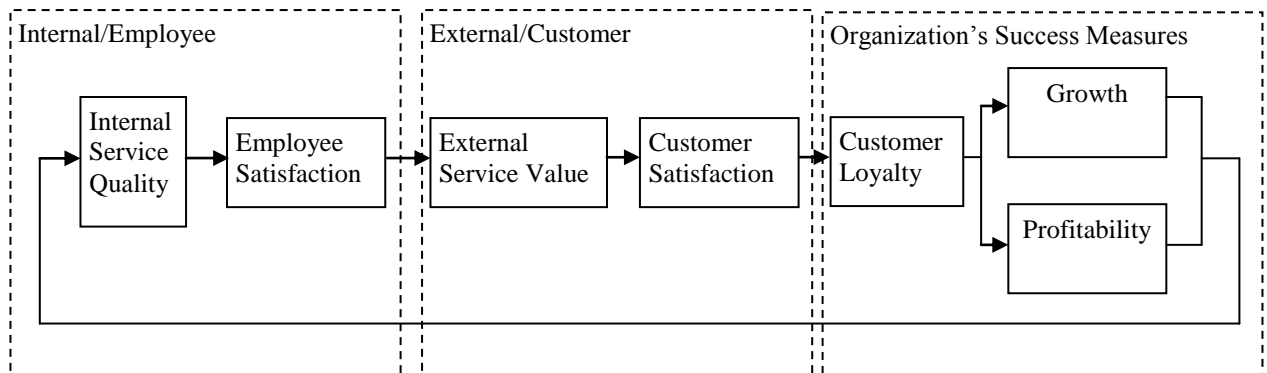 Internal/Employee
External/Customer
Organization’s Success Measures
Internal
Service
Quality
Employee
Satisfaction
External
Service Value
Customer
Satisfaction
Customer
Loyalty
Growth
Profitability